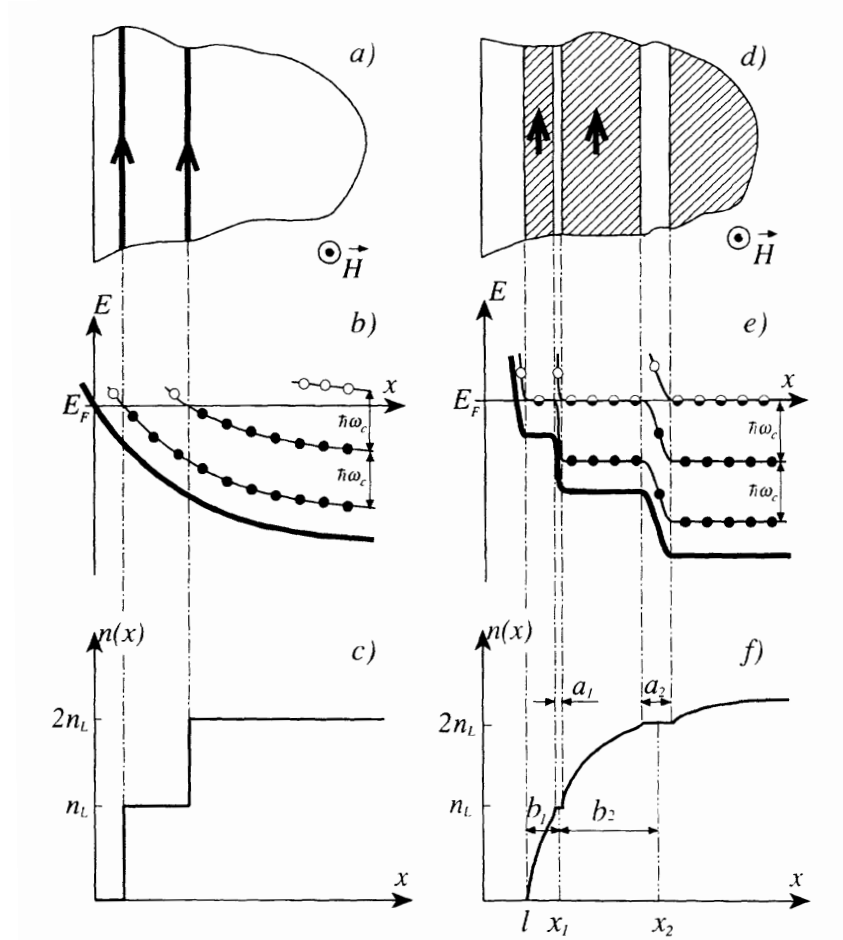 a)
H
d)
H
E
b)
x
E_F
ℏω_c
ℏω_c
E
e)
x
E_F
ℏω_c
ℏω_c
n(x)
c)
2n_L
n_L
x
n(x)
f)
a_1
a_2
2n_L
n_L
b_1
b_2
x
l
x_1
x_2